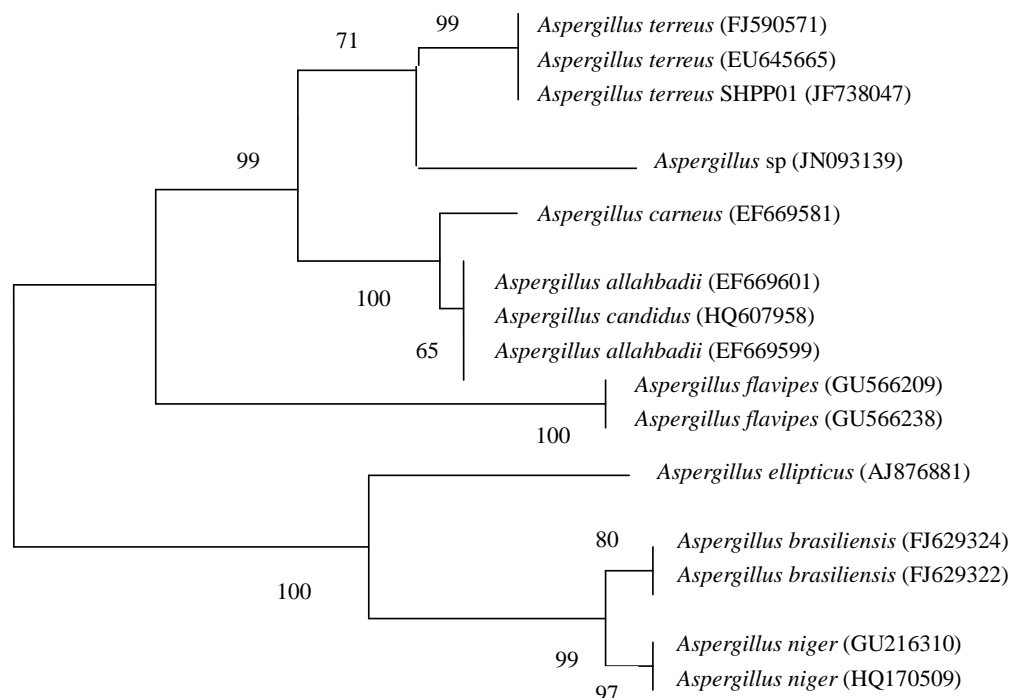 99
Aspergillus terreus (FJ590571)
71
Aspergillus terreus (EU645665)
Aspergillus terreus SHPP01 (JF738047)
99
Aspergillus sp (JN093139)
Aspergillus carneus (EF669581)
Aspergillus allahbadii (EF669601)
100
Aspergillus candidus (HQ607958)
65
Aspergillus allahbadii (EF669599)
Aspergillus flavipes (GU566209)
Aspergillus flavipes (GU566238)
100
Aspergillus ellipticus (AJ876881)
80
Aspergillus brasiliensis (FJ629324)
Aspergillus brasiliensis (FJ629322)
100
Aspergillus niger (GU216310)
99
Aspergillus niger (HQ170509)
97